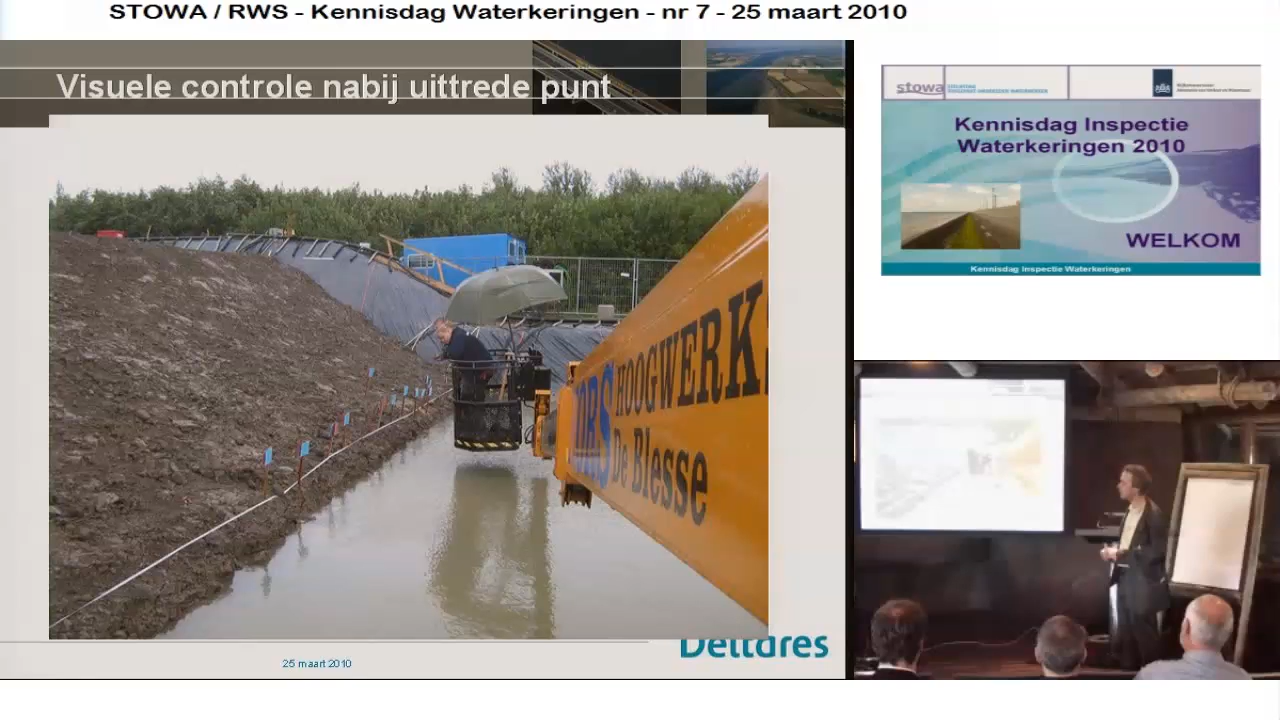 STOWA / RWS - Kennisdag Waterkeringen - nr 7 - 25 maart 2010
Visuele controle nabij uittrede punt
stowa
Kennisdag Inspectie
Waterkeringen 2010
WELKOM
Kennisdag Inspectie Waterkeringen
HOOGWERK
De Blesse
Deltares
25 maart 2010